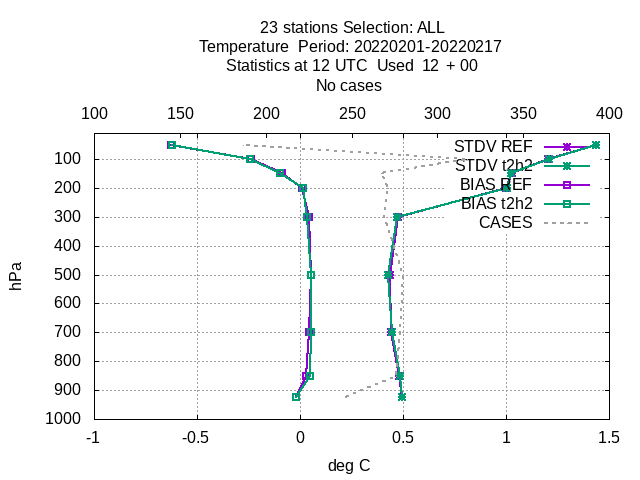 23 stations Selection: ALL
Temperature Period: 20220201-20220217
Statistics at 12 UTC Used 12 + 00
No cases
100 150 200 250 300 350 400
STDV REF
STDV t2h2
BIAS REF
BIAS t2h2
CASES
100
200
300
400
500
600
700
800
900
1000
hPa
-1 -0.5 0 0.5 1 1.5
deg C